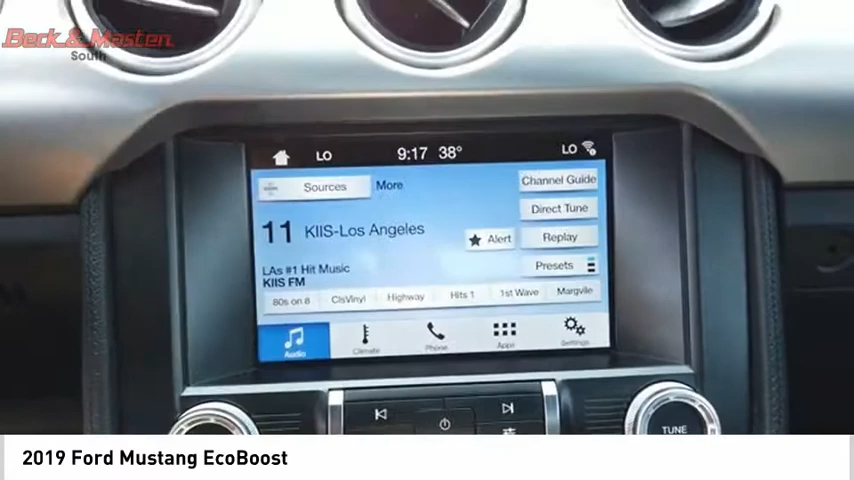 Beck & Masten
South
LO 9:17 38° LO
Sources More
Channel Guide
11 KIIS-Los Angeles
Direct Tune
Alert
Replay
LAs #1 Hit Music
KIIS FM
Presets
80s on 8 ClsVinyl Highway Hits 1 1st Wave Margvlle
Audio Climate Phone Apps Settings
TUNE
2019 Ford Mustang EcoBoost